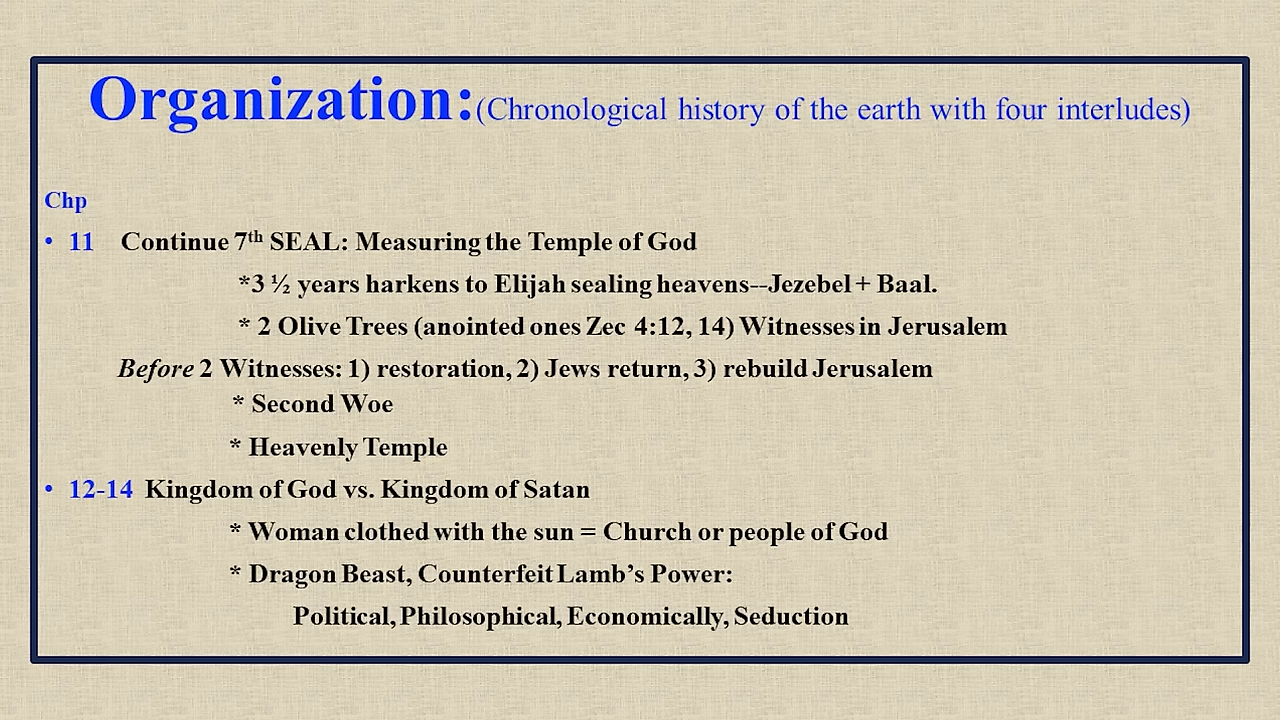 Organization:(Chronological history of the earth with four interludes)
Chp
• 11 Continue 7th SEAL: Measuring the Temple of God
*3 ½ years harkens to Elijah sealing heavens--Jezebel + Baal.
* 2 Olive Trees (anointed ones Zec 4:12, 14) Witnesses in Jerusalem
Before 2 Witnesses: 1) restoration, 2) Jews return, 3) rebuild Jerusalem
* Second Woe
* Heavenly Temple
• 12-14 Kingdom of God vs. Kingdom of Satan
* Woman clothed with the sun = Church or people of God
* Dragon Beast, Counterfeit Lamb’s Power:
Political, Philosophical, Economically, Seduction